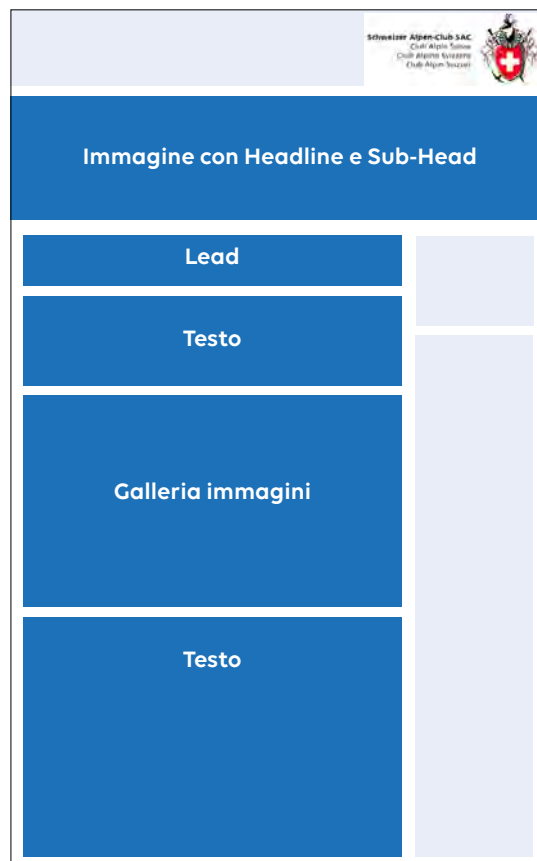 Schweizer Alpen-Club SAC
Club Alpin Suisse
Club Alpino Svizzero
Club Alpin Svizzer
Immagine con Headline e Sub-Head
Lead
Testo
Galleria immagini
Testo